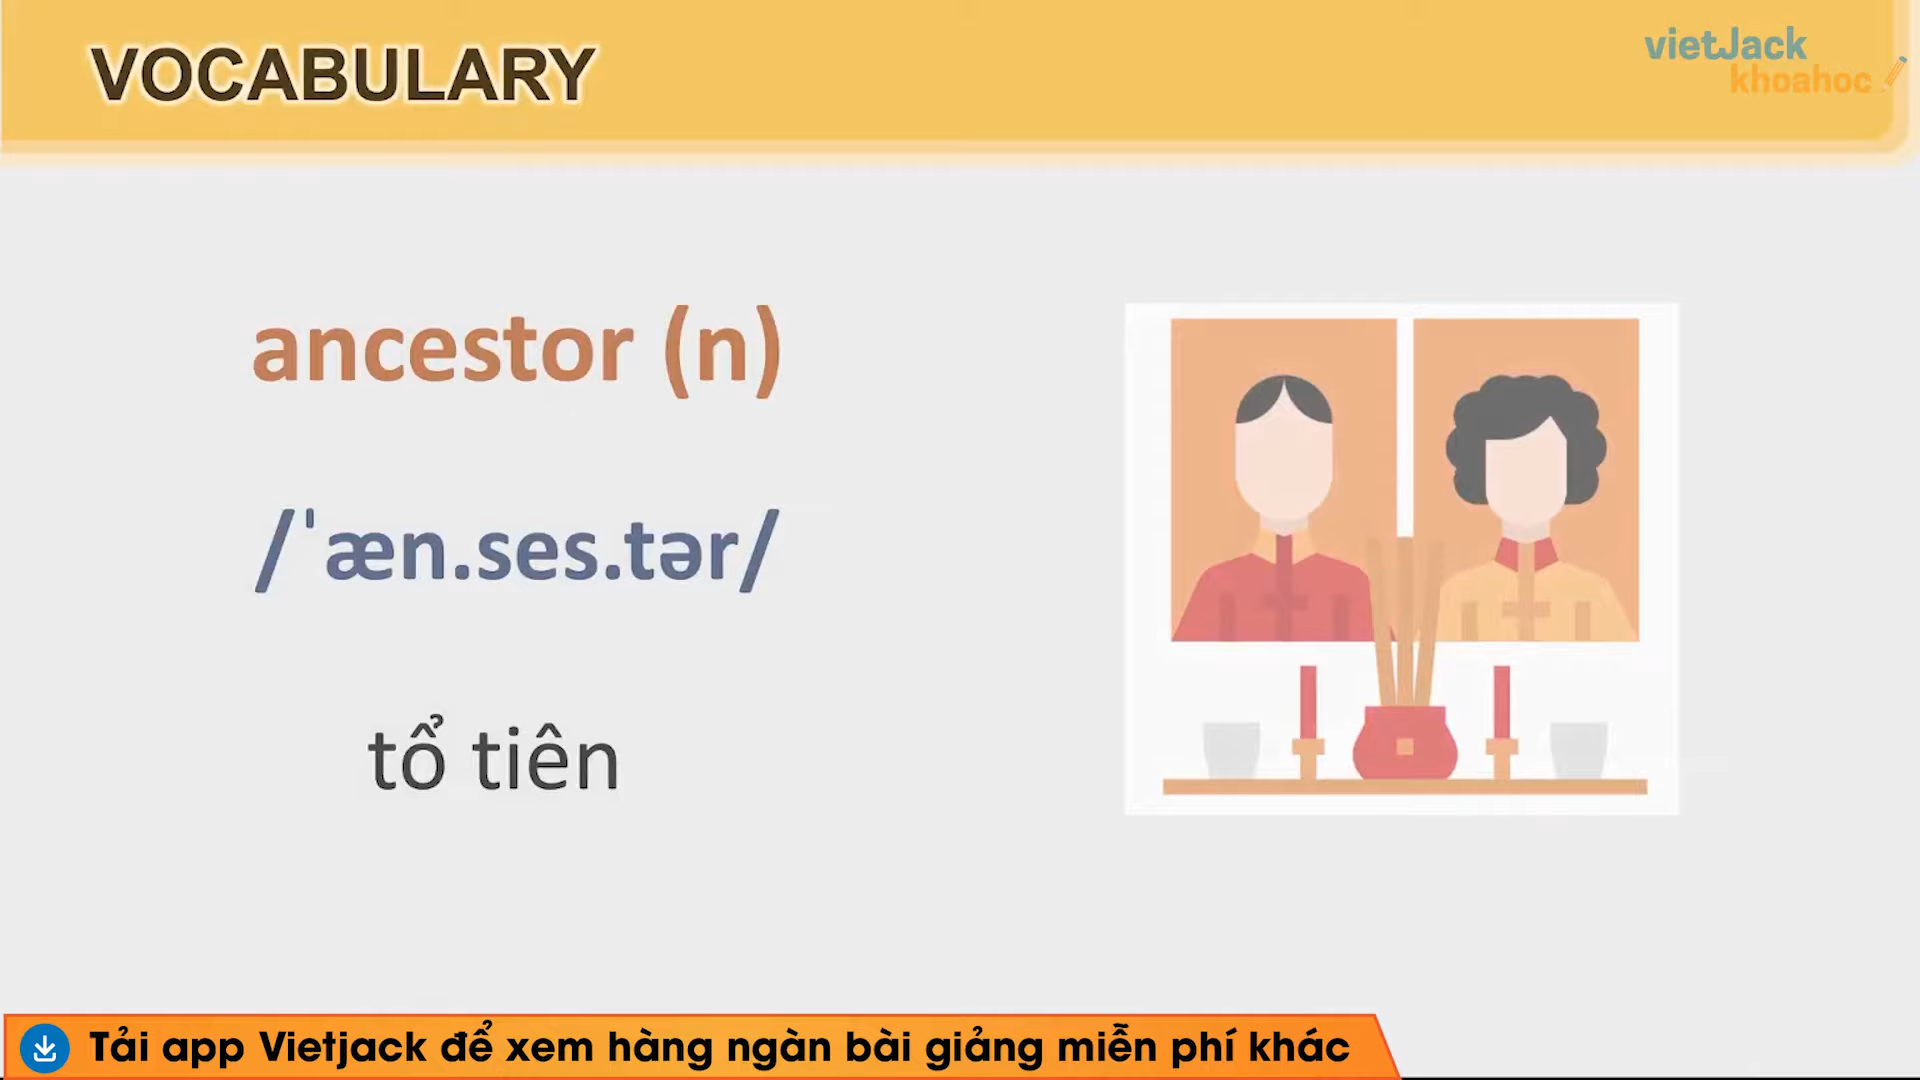 VOCABULARY
vietJack
khoahoc
ancestor (n)
/ˈæn.ses.tər/
tổ tiên
Tải app Vietjack để xem hàng ngàn bài giảng miễn phí khác